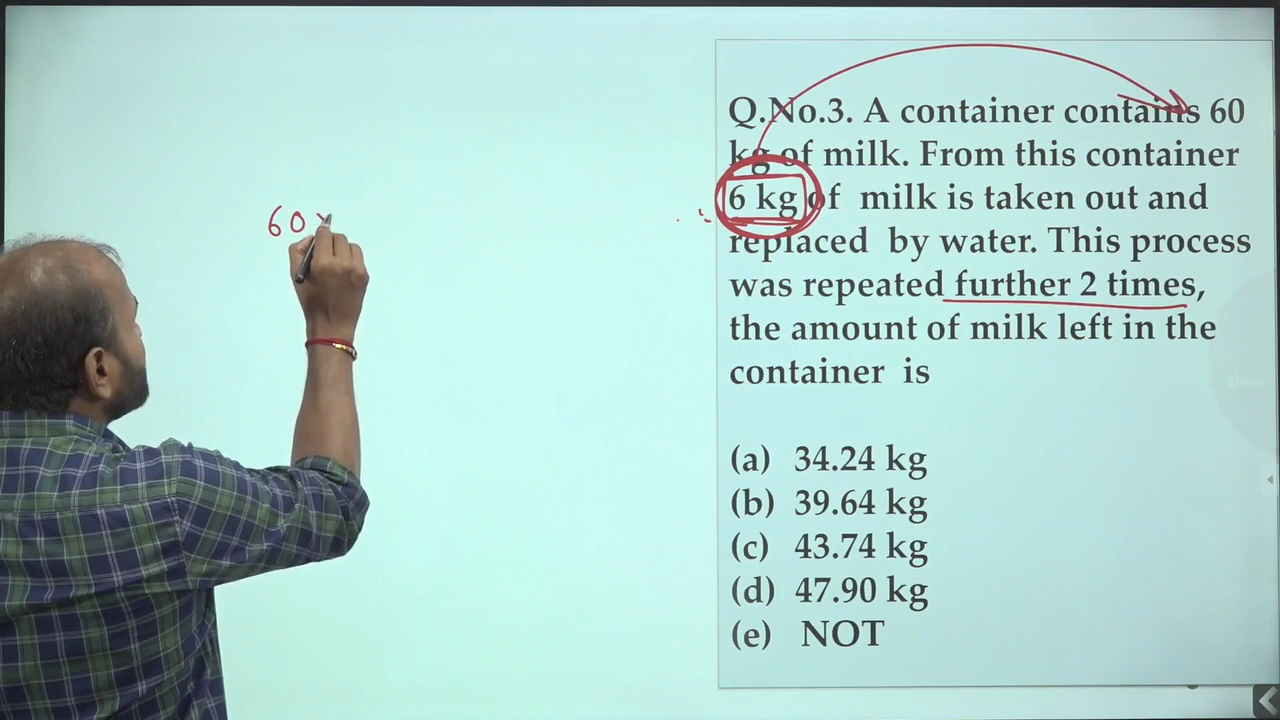 Q.No.3. A container contains 60
kg of milk. From this container
6 kg of milk is taken out and
replaced by water. This process
was repeated further 2 times,
the amount of milk left in the
container is
(a) 34.24 kg
(b) 39.64 kg
(c) 43.74 kg
(d) 47.90 kg
(e) NOT
60